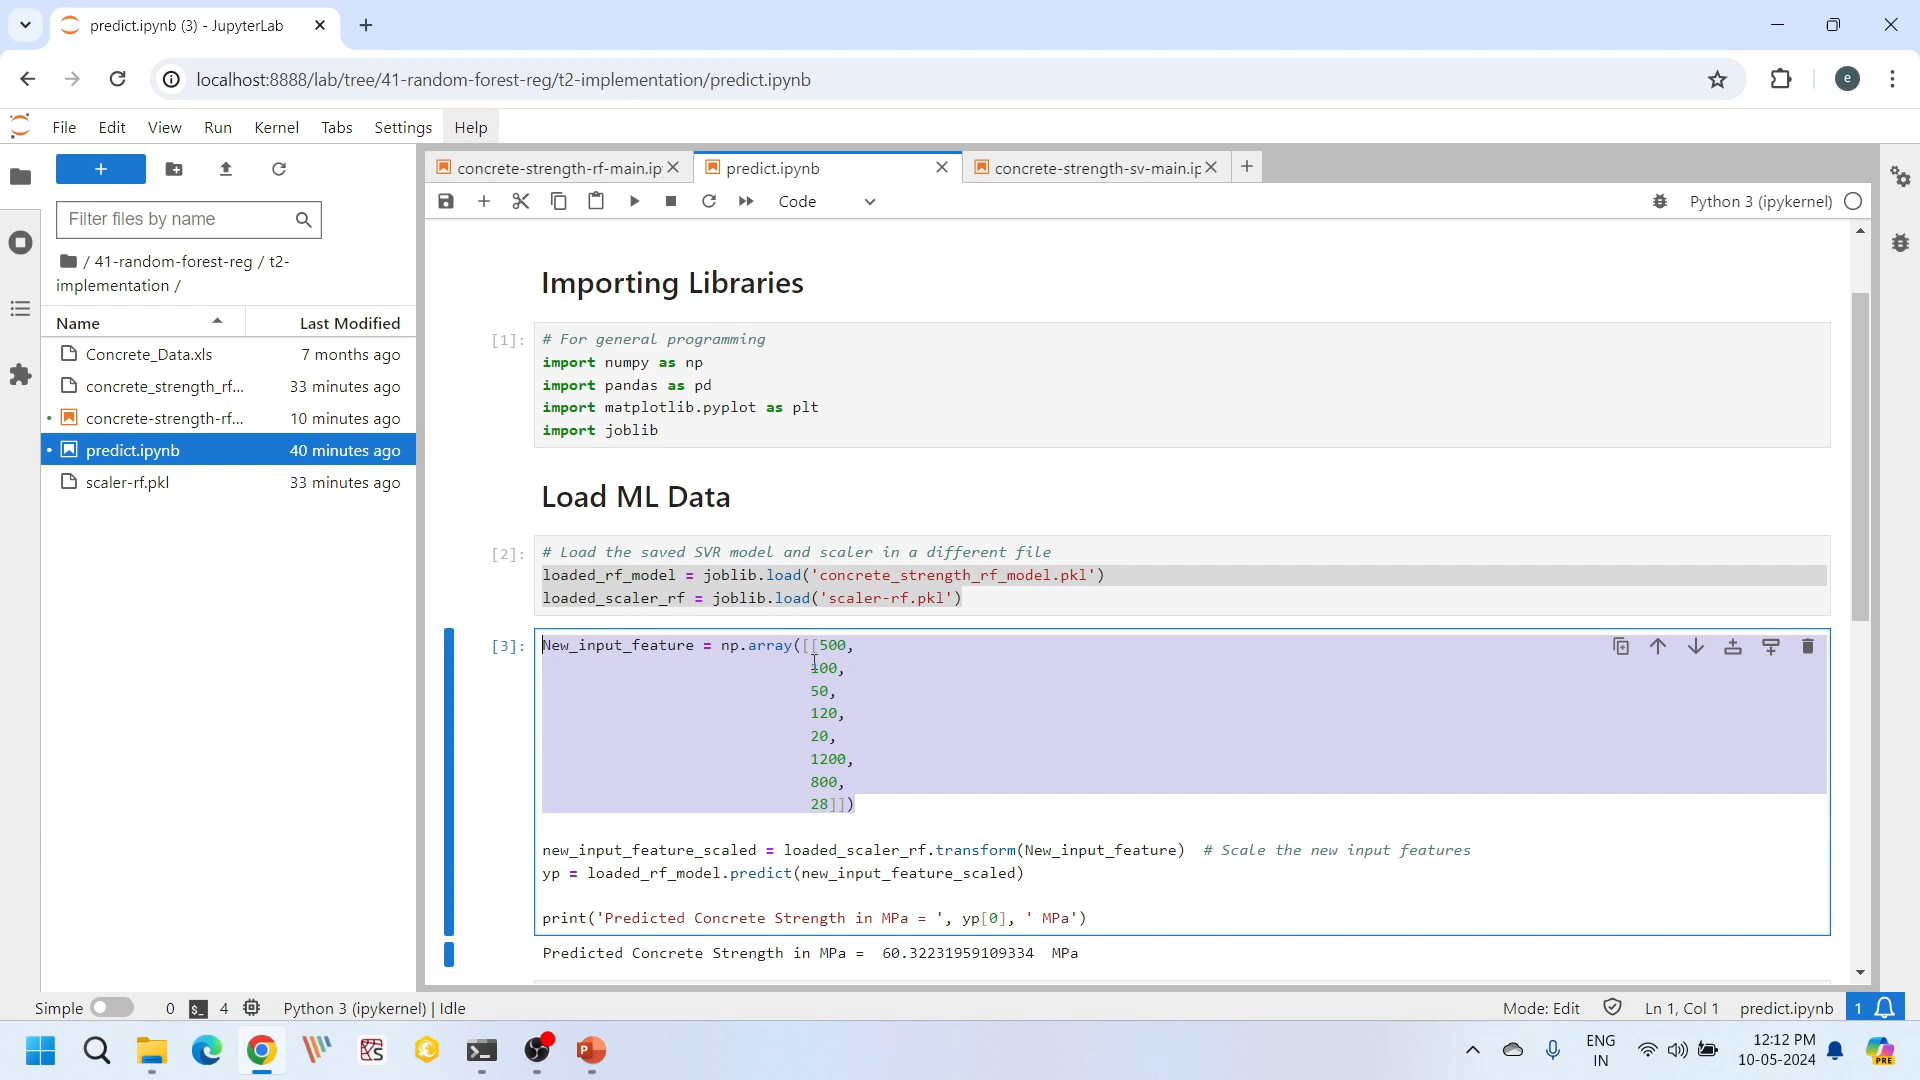 predict.ipynb (3) - JupyterLab
localhost:8888/lab/tree/41-random-forest-reg/t2-implementation/predict.ipynb
e
File Edit View Run Kernel Tabs Settings Help
concrete-strength-rf-main.ip
predict.ipynb
concrete-strength-sv-main.ip
Code
Python 3 (ipykernel)
Filter files by name
/ 41-random-forest-reg / t2-
implementation /
Name Last Modified
Concrete_Data.xls 7 months ago
concrete_strength_rf... 33 minutes ago
concrete-strength-rf... 10 minutes ago
predict.ipynb 40 minutes ago
scaler-rf.pkl 33 minutes ago
Importing Libraries
[1]: # For general programming
import numpy as np
import pandas as pd
import matplotlib.pyplot as plt
import joblib
Load ML Data
[2]: # Load the saved SVR model and scaler in a different file
loaded_rf_model = joblib.load('concrete_strength_rf_model.pkl')
loaded_scaler_rf = joblib.load('scaler-rf.pkl')
[3]: New_input_feature = np.array([[500,
100,
50,
120,
20,
1200,
800,
28]])
new_input_feature_scaled = loaded_scaler_rf.transform(New_input_feature) # Scale the new input features
yp = loaded_rf_model.predict(new_input_feature_scaled)
print('Predicted Concrete Strength in MPa = ', yp[0], ' MPa')
Predicted Concrete Strength in MPa = 60.32231959109334 MPa
Simple 0 4 Python 3 (ipykernel) | Idle
Mode: Edit Ln 1, Col 1 predict.ipynb 1
ENG
IN
12:12 PM
10-05-2024
PRE